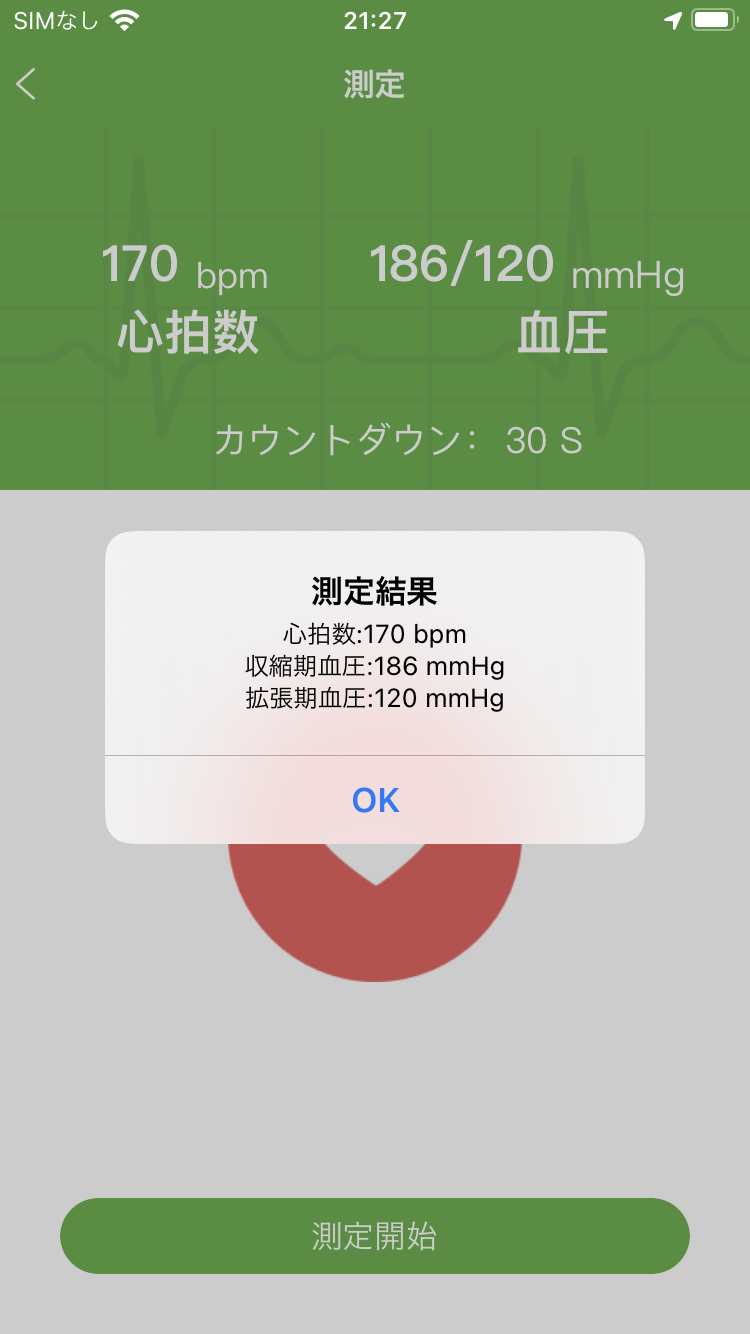 SIMなし 21:27
測定
170 bpm 186/120 mmHg
心拍数 血圧
カウントダウン： 30 S
測定結果
心拍数:170 bpm
収縮期血圧:186 mmHg
拡張期血圧:120 mmHg
OK
測定開始